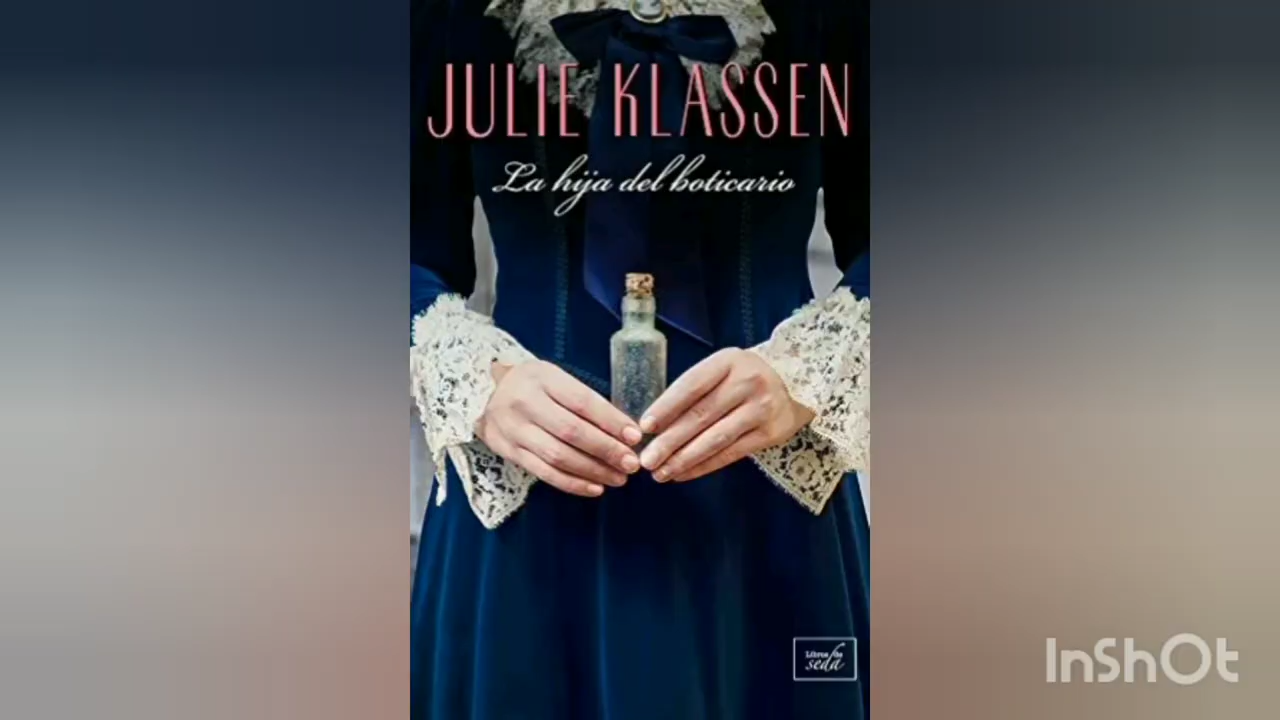 JULIE KLASSEN
La hija del boticario
Libros de
seda
InShOt